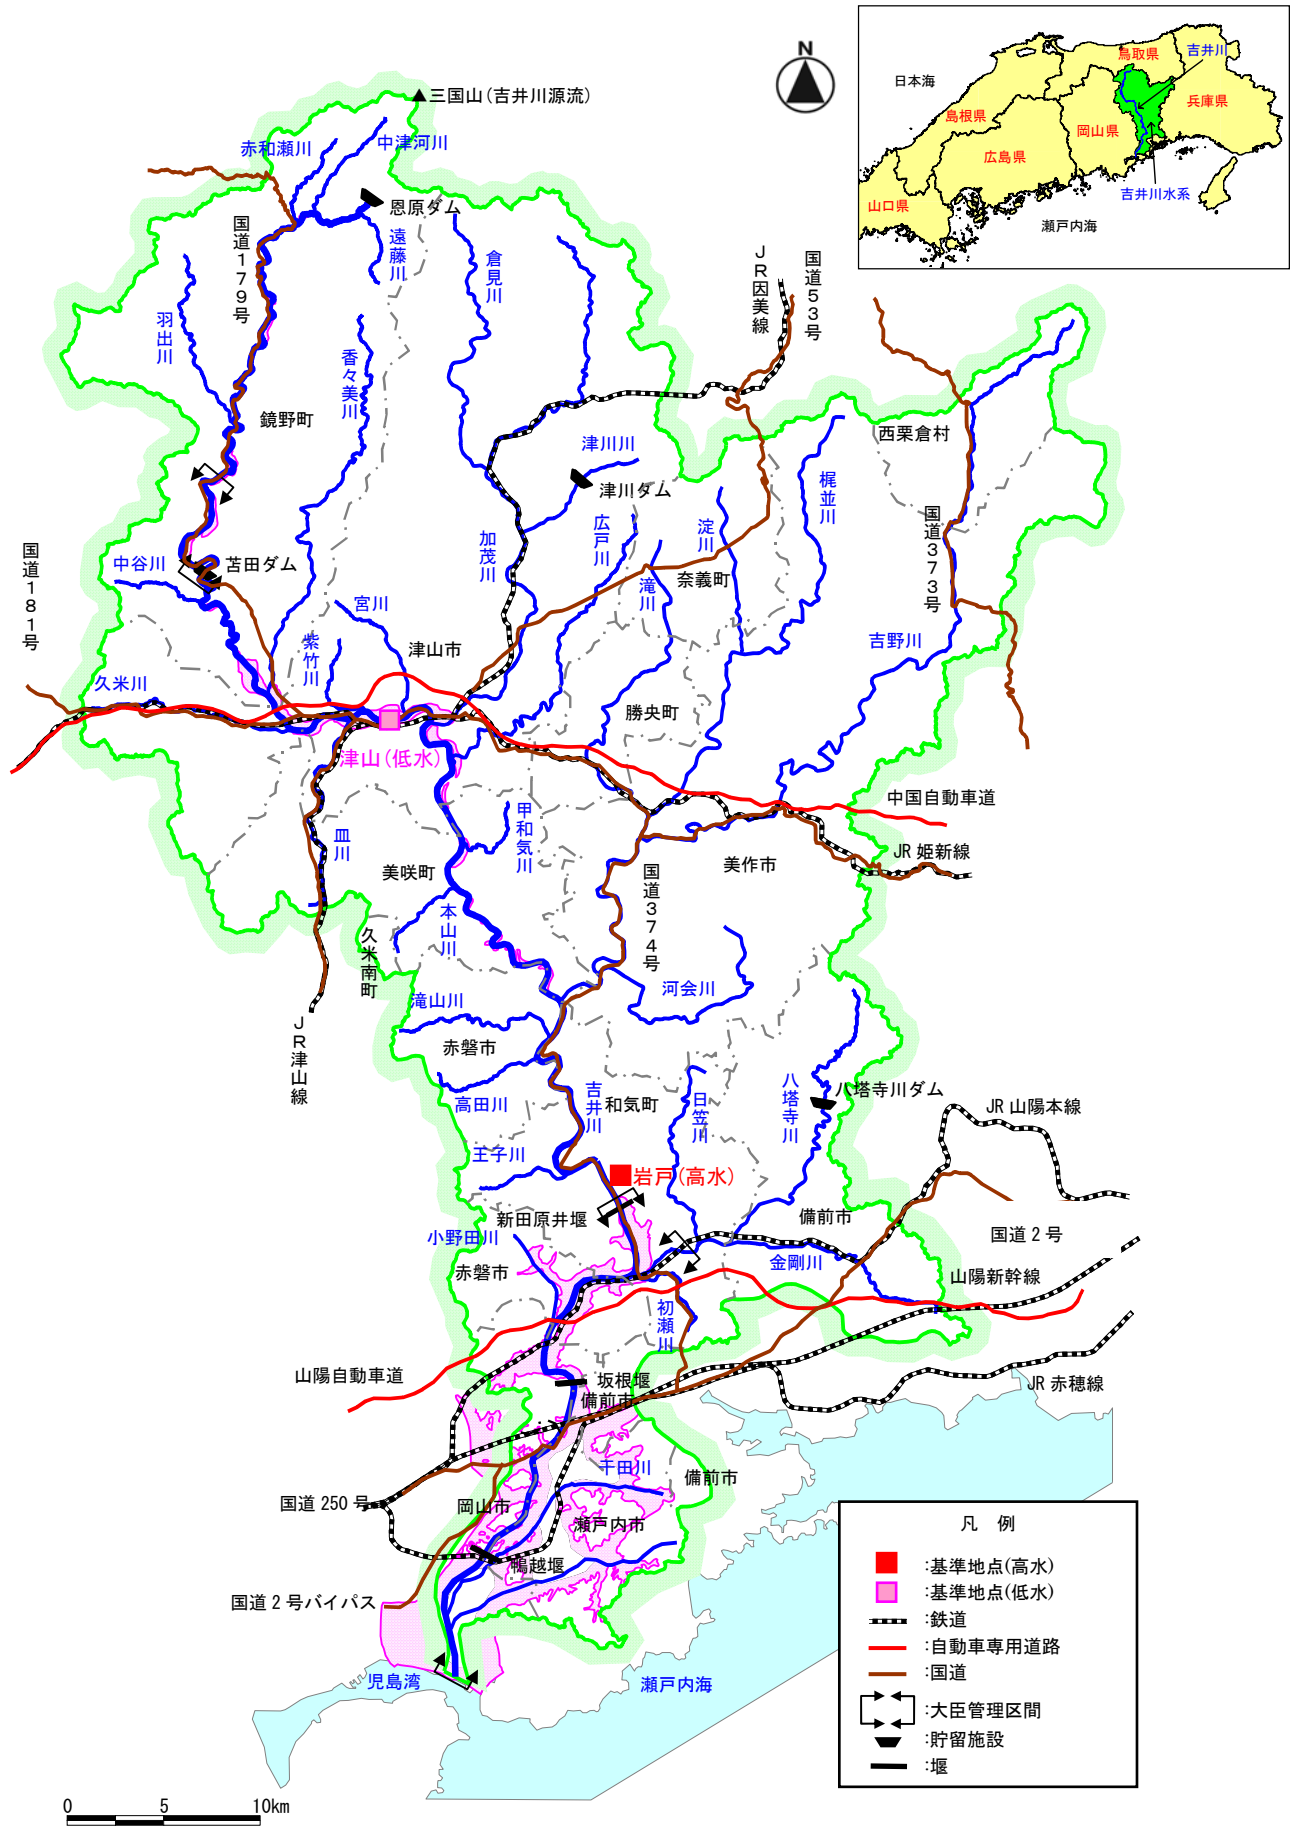 N
三国山(吉井川源流)
赤和瀬川
中津河川
恩原ダム
遠藤川
国道179号
倉見川
羽出川
香々美川
鏡野町
JR因美線
国道53号
日本海
鳥取県
吉井川
島根県
兵庫県
岡山県
広島県
山口県
吉井川水系
瀬戸内海
津川川
津川ダム
西粟倉村
梶並川
国道373号
国道181号
中谷川
苫田ダム
加茂川
広戸川
淀川
滝川
奈義町
宮川
紫竹川
津山市
吉野川
久米川
勝央町
津山(低水)
中国自動車道
皿川
甲和気川
JR姫新線
美咲町
美作市
国道374号
本山川
久米南町
滝山川
河会川
JR津山線
赤磐市
高田川
吉井川
和気町
日笠川
八塔寺川
八塔寺川ダム
JR山陽本線
王子川
岩戸(高水)
新田原井堰
小野田川
備前市
国道2号
赤磐市
金剛川
山陽新幹線
初瀬川
山陽自動車道
坂根堰
備前市
JR赤穂線
干田川
備前市
国道250号
岡山市
瀬戸内市
鴨越堰
国道2号バイパス
児島湾
瀬戸内海
凡 例
:基準地点(高水)
:基準地点(低水)
:鉄道
:自動車専用道路
:国道
:大臣管理区間
:貯留施設
:堰
0 5 10km